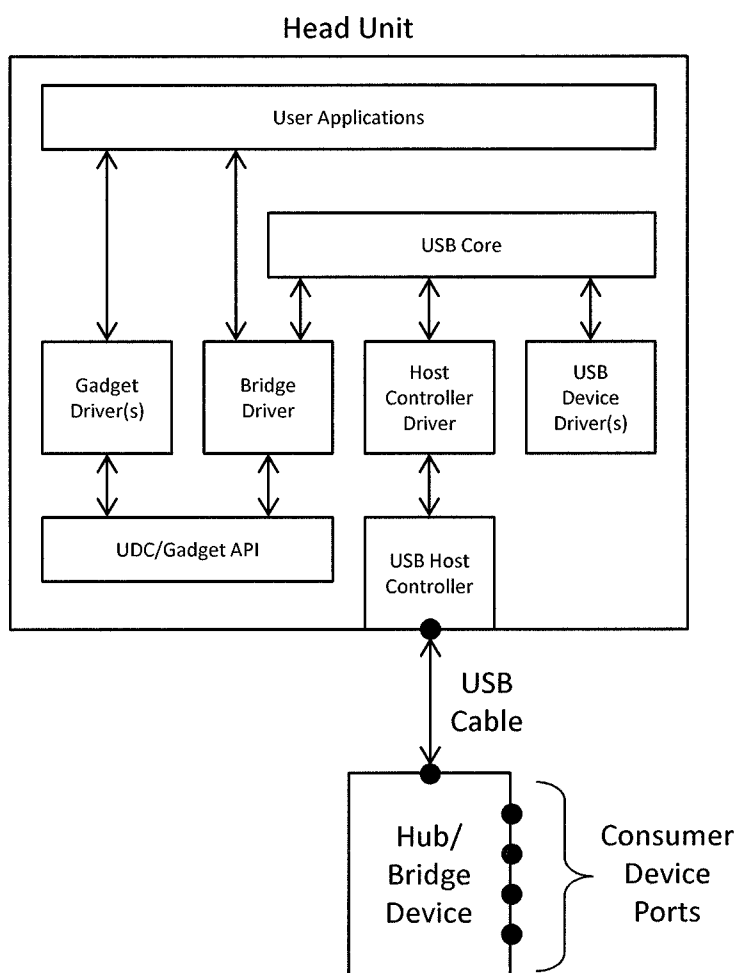 Head Unit
User Applications
USB Core
Gadget
Driver(s)
Bridge
Driver
Host
Controller
Driver
USB
Device
Driver(s)
UDC/Gadget API
USB Host
Controller
USB
Cable
Hub/
Bridge
Device
Consumer
Device
Ports